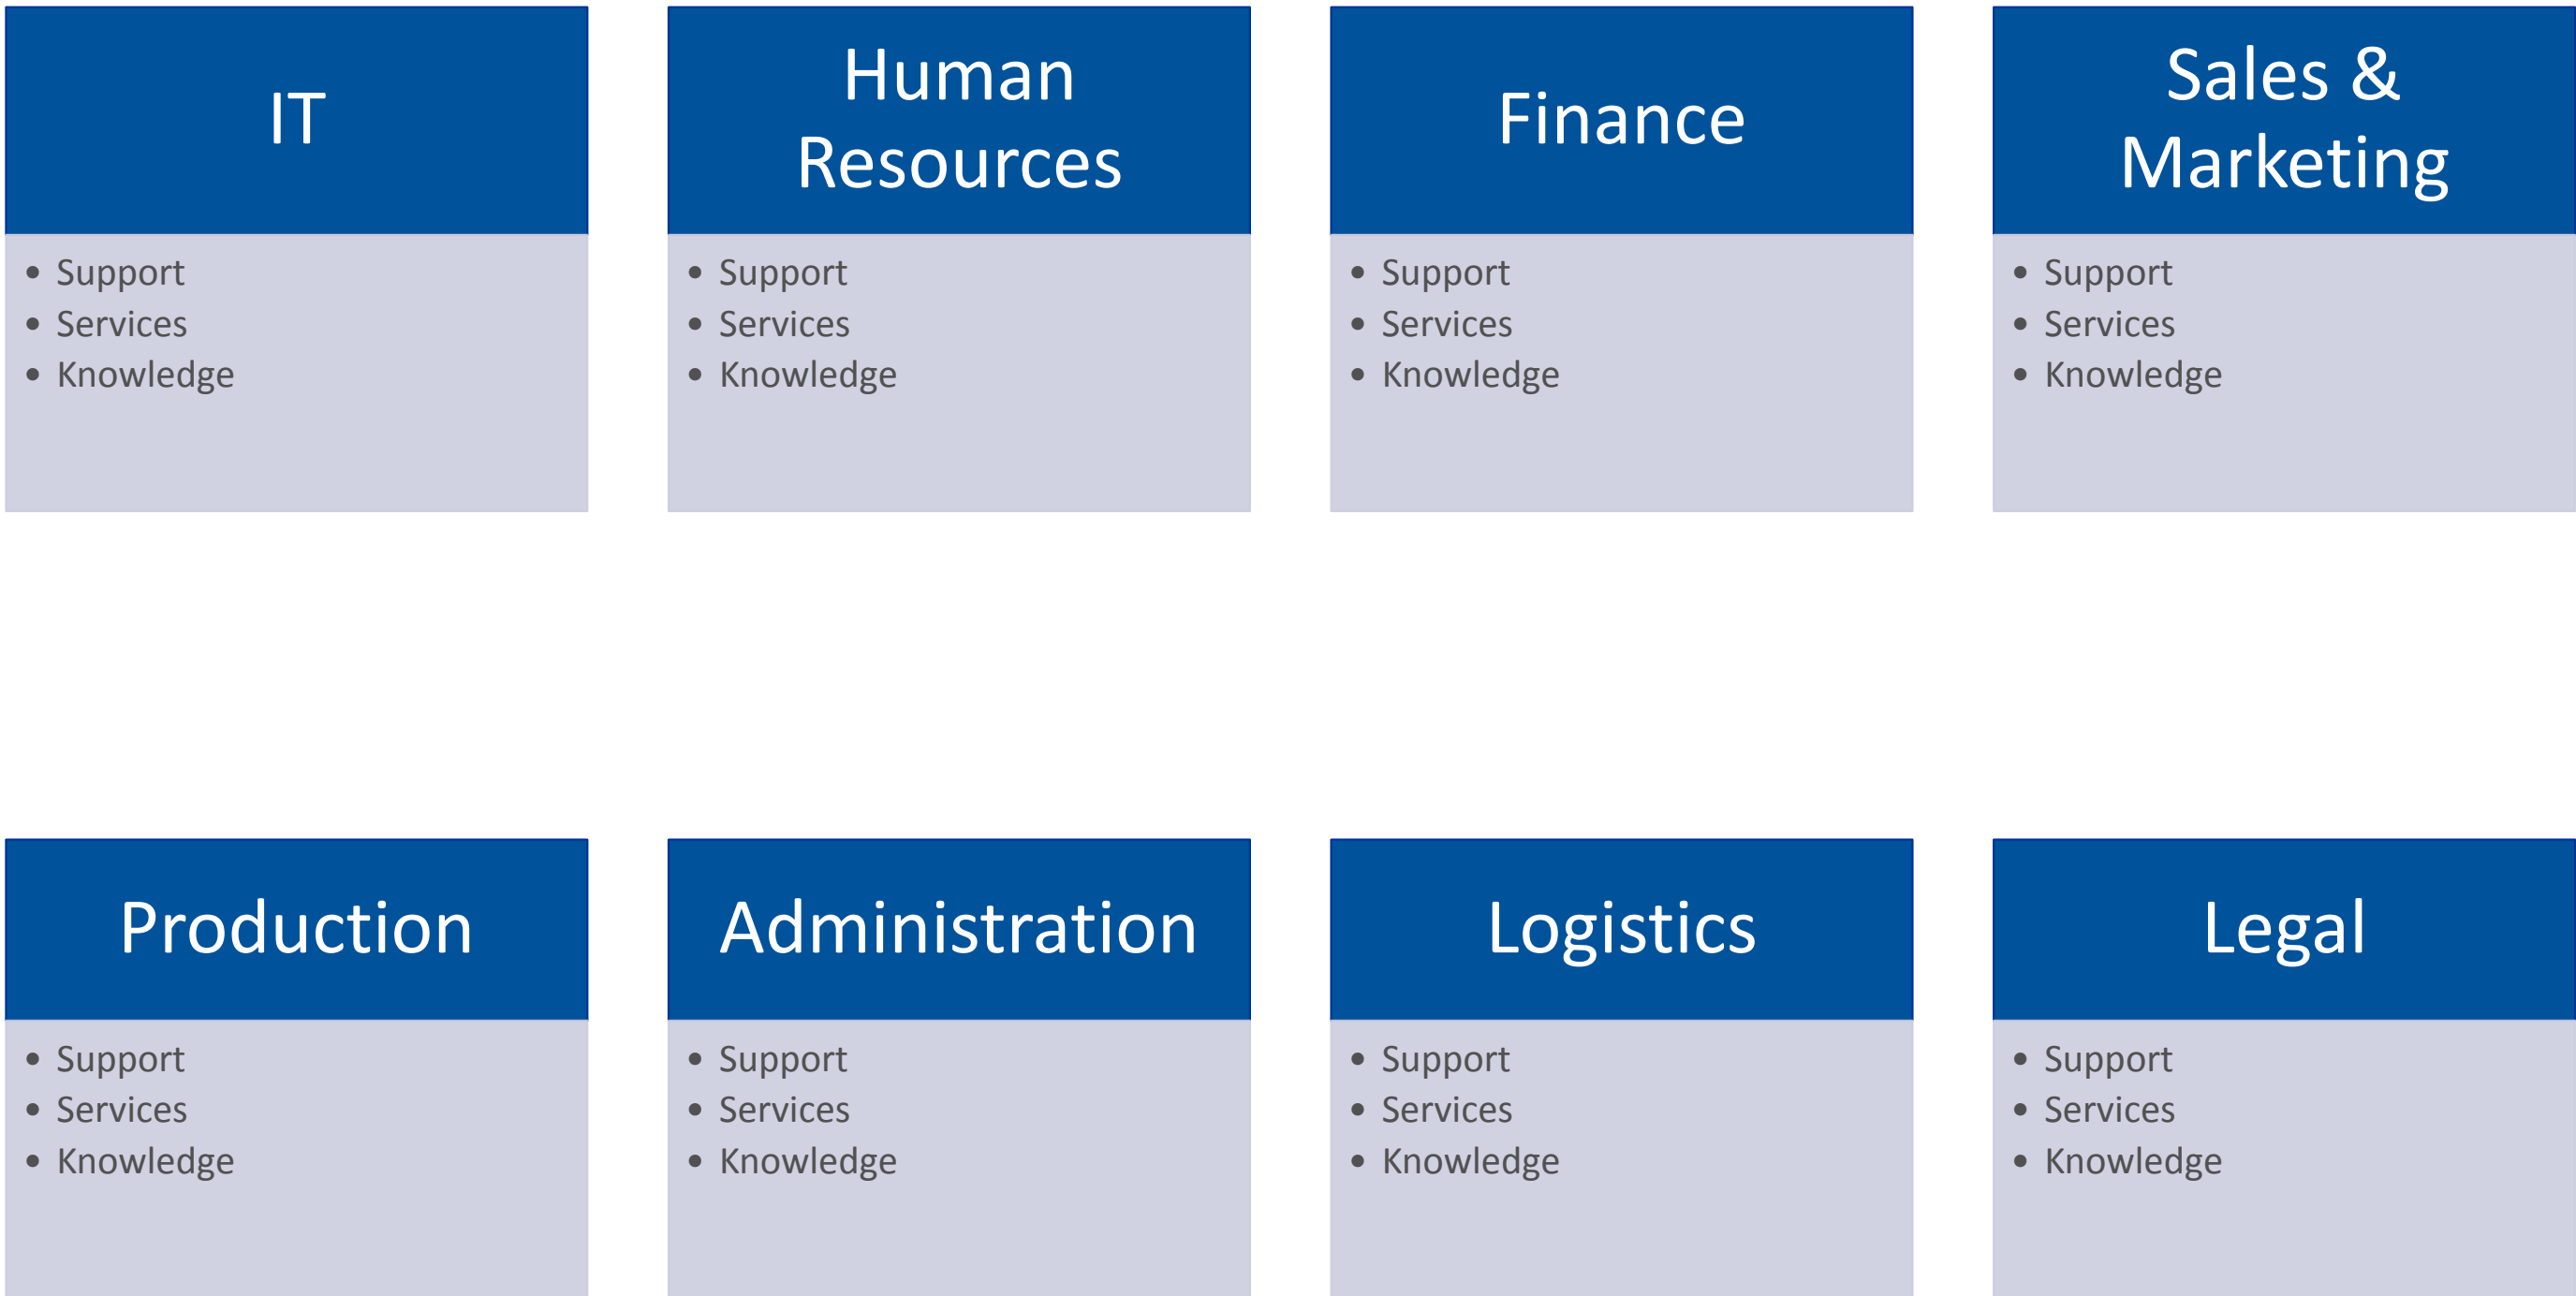 IT
• Support
• Services
• Knowledge
Human
Resources
• Support
• Services
• Knowledge
Finance
• Support
• Services
• Knowledge
Sales &
Marketing
• Support
• Services
• Knowledge
Production
• Support
• Services
• Knowledge
Administration
• Support
• Services
• Knowledge
Logistics
• Support
• Services
• Knowledge
Legal
• Support
• Services
• Knowledge